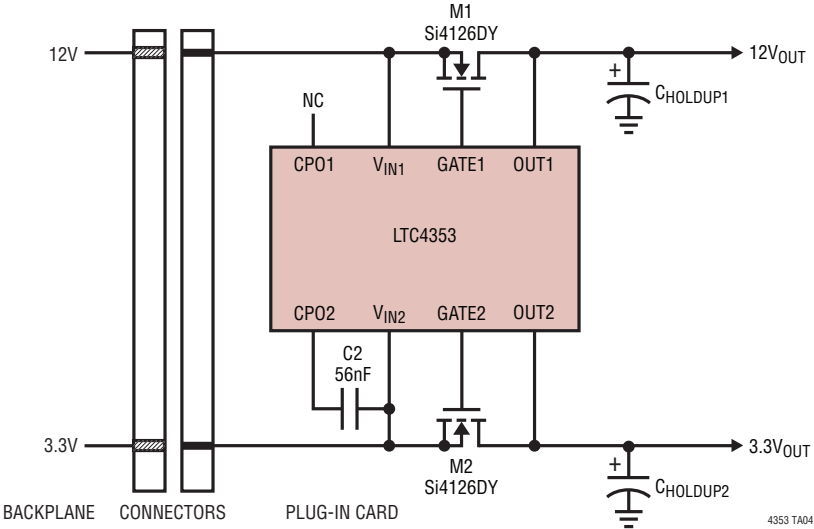 M1
Si4126DY
12V
12VOUT
+
CHOLDUP1
NC
CPO1 VIN1 GATE1 OUT1
LTC4353
CPO2 VIN2 GATE2 OUT2
C2
56nF
3.3V
3.3VOUT
M2
Si4126DY
+
CHOLDUP2
BACKPLANE CONNECTORS PLUG-IN CARD
4353 TA04